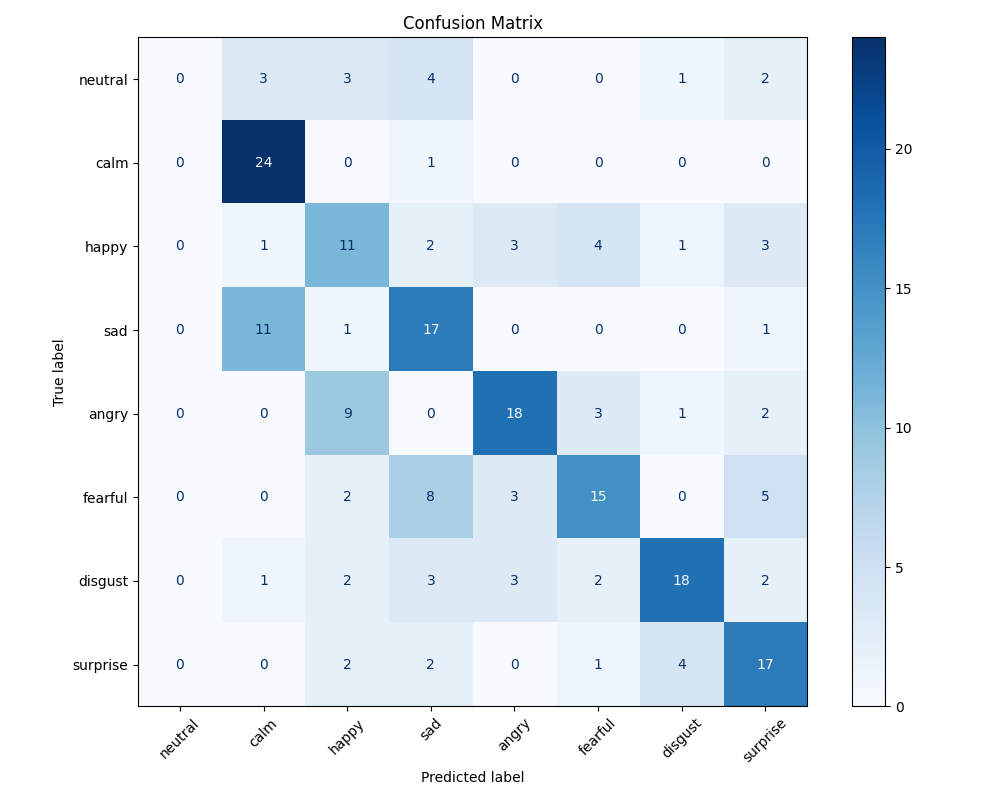 Confusion Matrix
True label
neutral 0 3 3 4 0 0 1 2
calm 0 24 0 1 0 0 0 0
happy 0 1 11 2 3 4 1 3
sad 0 11 1 17 0 0 0 1
angry 0 0 9 0 18 3 1 2
fearful 0 0 2 8 3 15 0 5
disgust 0 1 2 3 3 2 18 2
surprise 0 0 2 2 0 1 4 17
neutral calm happy sad angry fearful disgust surprise
Predicted label
20
15
10
5
0